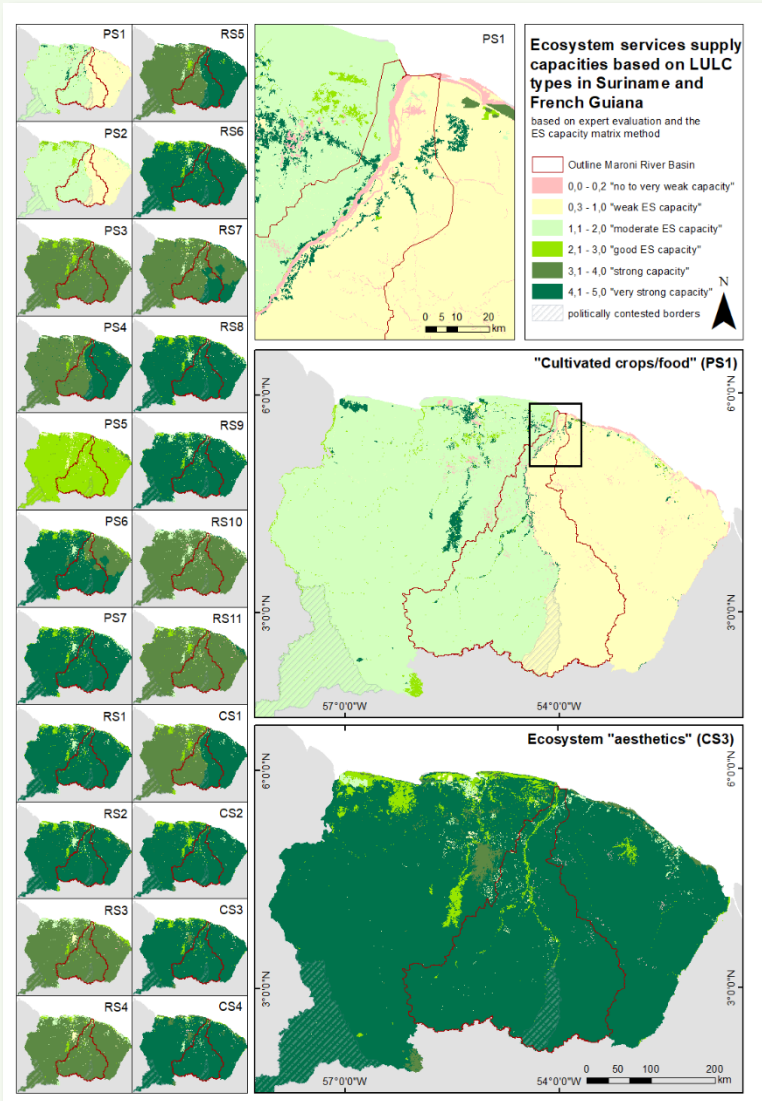 PS1
RS5
PS2
RS6
PS3
RS7
PS4
RS8
PS5
RS9
PS6
RS10
PS7
RS11
RS1
CS1
RS2
CS2
RS3
CS3
RS4
CS4
PS1
0 5 10 20
km
Ecosystem services supply
capacities based on LULC
types in Suriname and
French Guiana
based on expert evaluation and the
ES capacity matrix method
Outline Maroni River Basin
0,0 - 0,2 "no to very weak capacity"
0,3 - 1,0 "weak ES capacity"
1,1 - 2,0 "moderate ES capacity"
2,1 - 3,0 "good ES capacity"
3,1 - 4,0 "strong capacity"
4,1 - 5,0 "very strong capacity"
politically contested borders
N
"Cultivated crops/food" (PS1)
6°0'0"N
6°0'0"N
3°0'0"N
3°0'0"N
57°0'0"W
54°0'0"W
Ecosystem "aesthetics" (CS3)
6°0'0"N
6°0'0"N
3°0'0"N
3°0'0"N
57°0'0"W
54°0'0"W
0 50 100 200
km